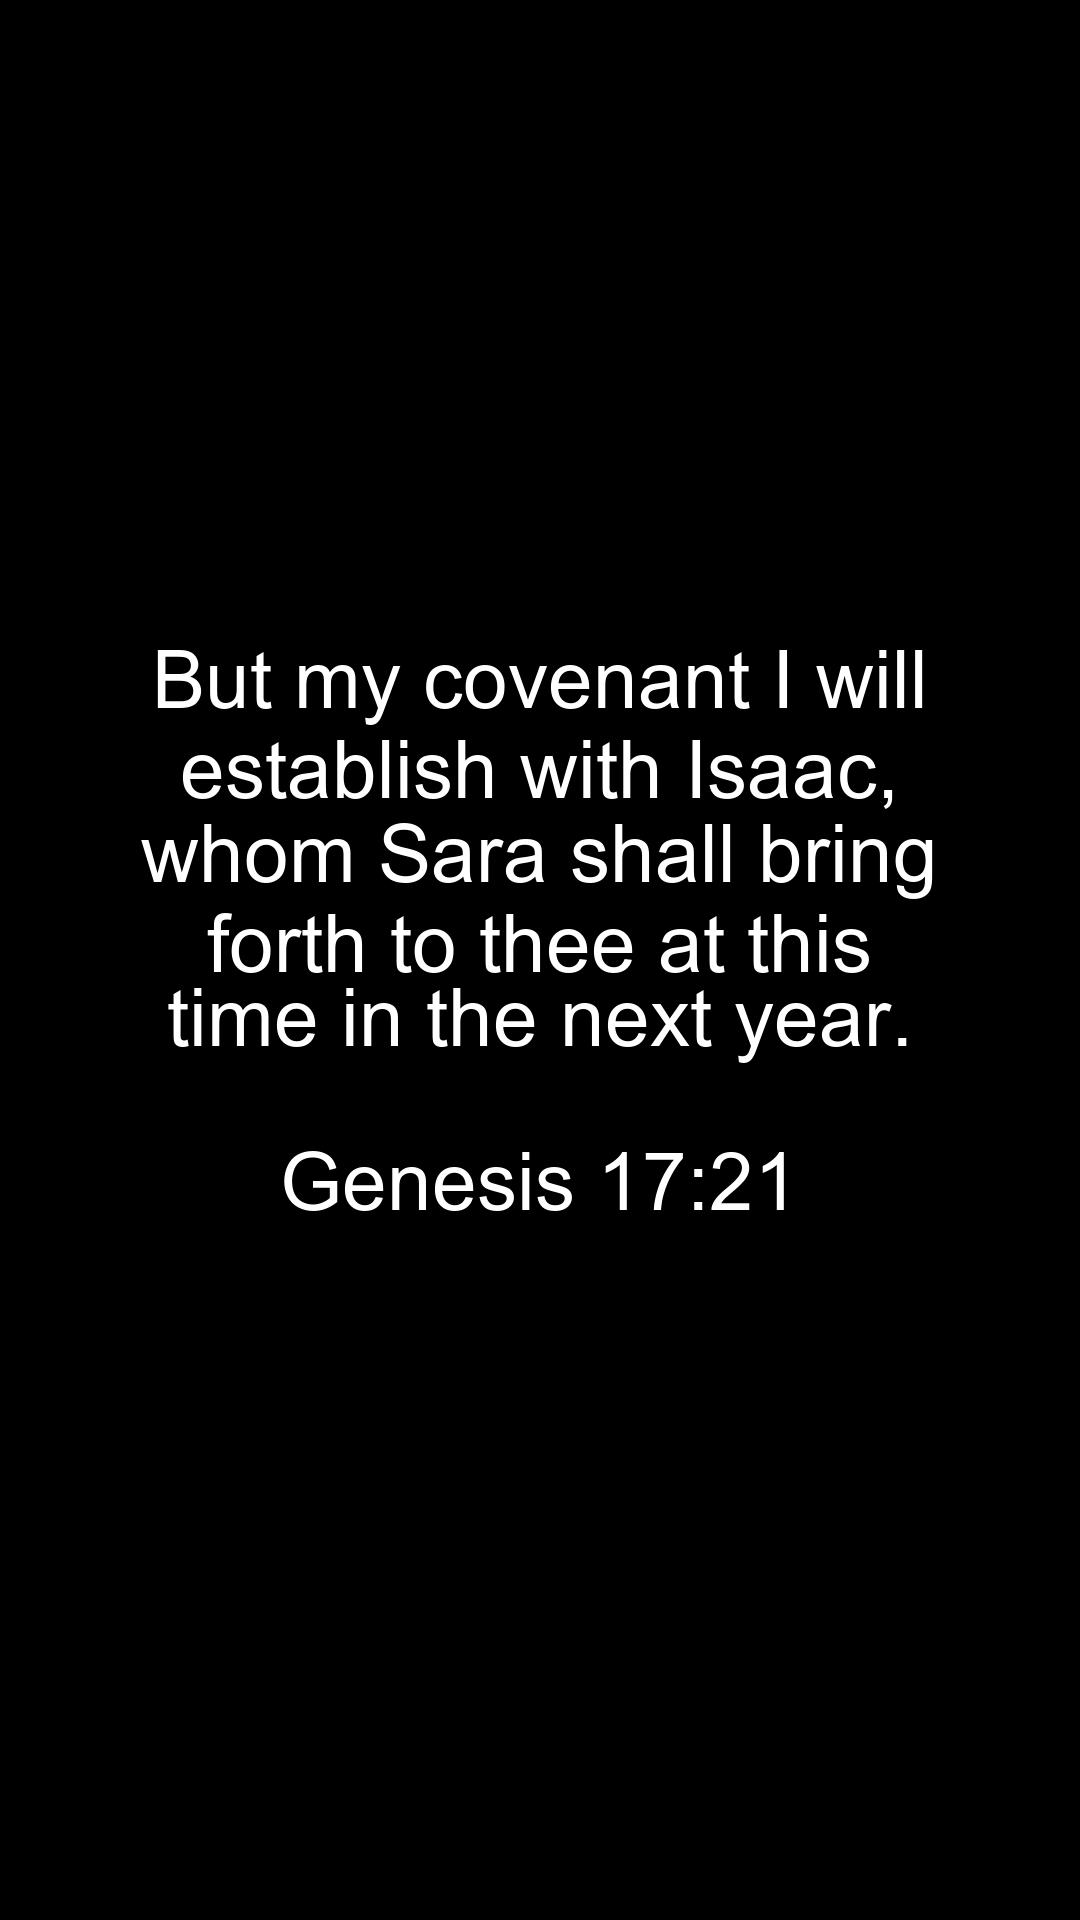 But my covenant I will
establish with Isaac,
whom Sara shall bring
forth to thee at this
time in the next year.
Genesis 17:21